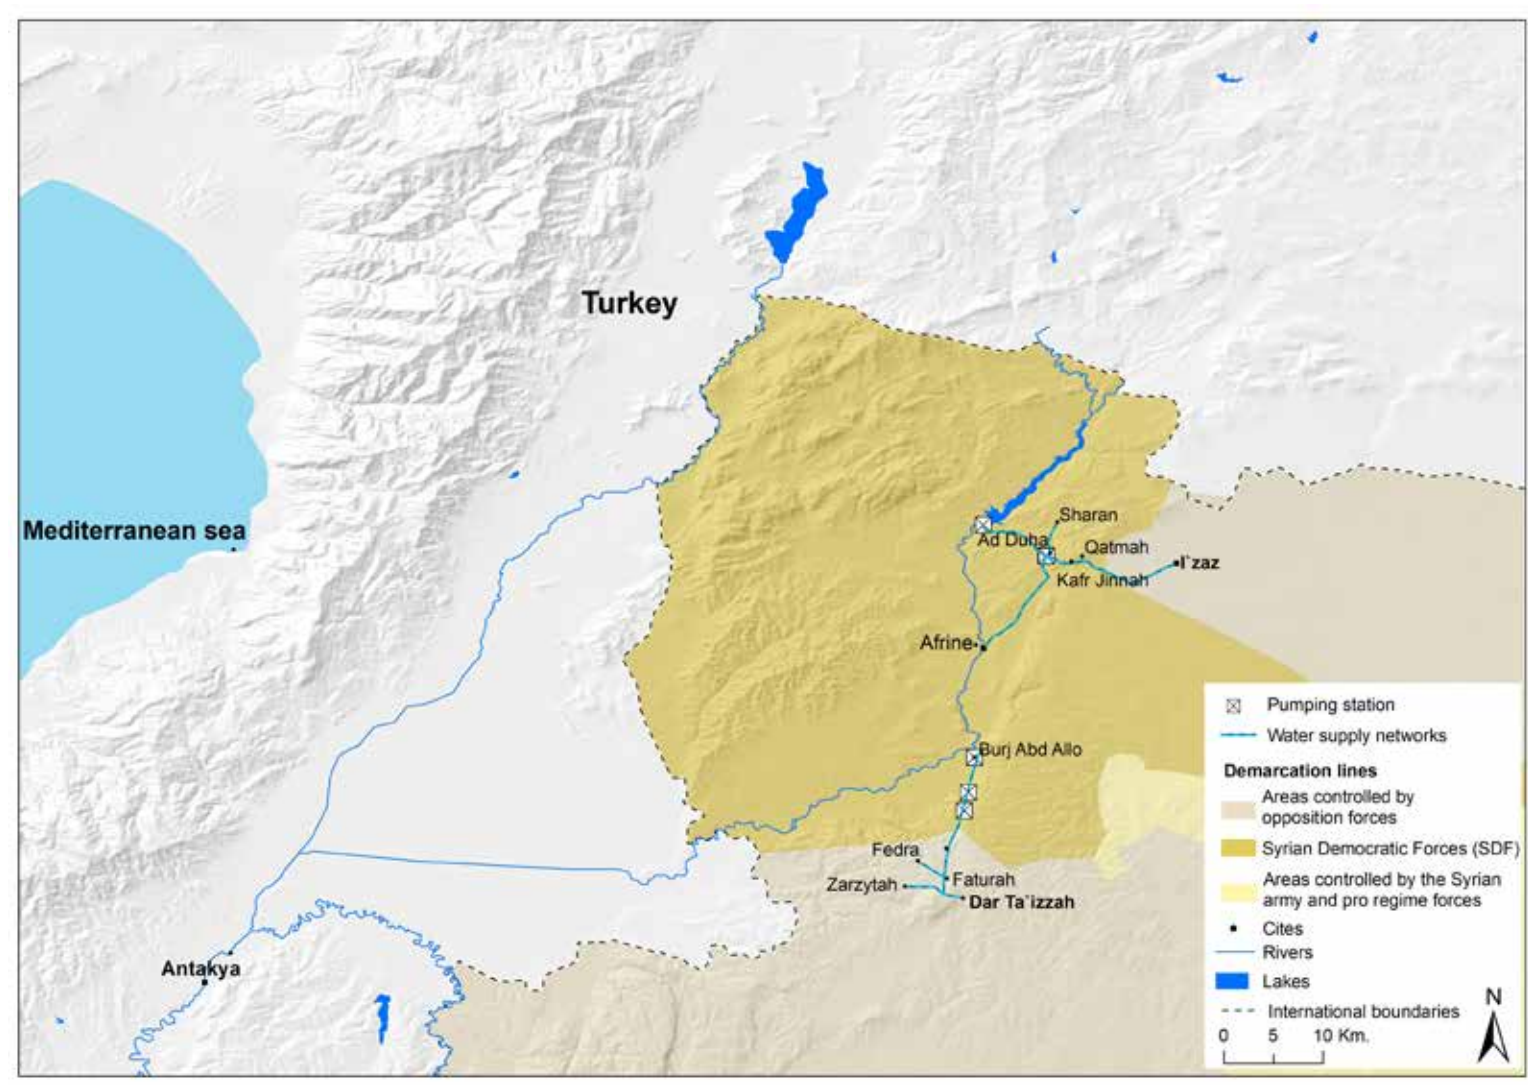 Turkey
Mediterranean sea
Sharan
Ad Duha
Qatmah
I`zaz
Kafr Jinnah
Afrine
Burj Abd Allo
Fedra
Zarzytah
Faturah
Dar Ta`izzah
Antakya
Pumping station
Water supply networks
Demarcation lines
Areas controlled by
opposition forces
Syrian Democratic Forces (SDF)
Areas controlled by the Syrian
army and pro regime forces
Cites
Rivers
Lakes
International boundaries
N
0 5 10 Km.